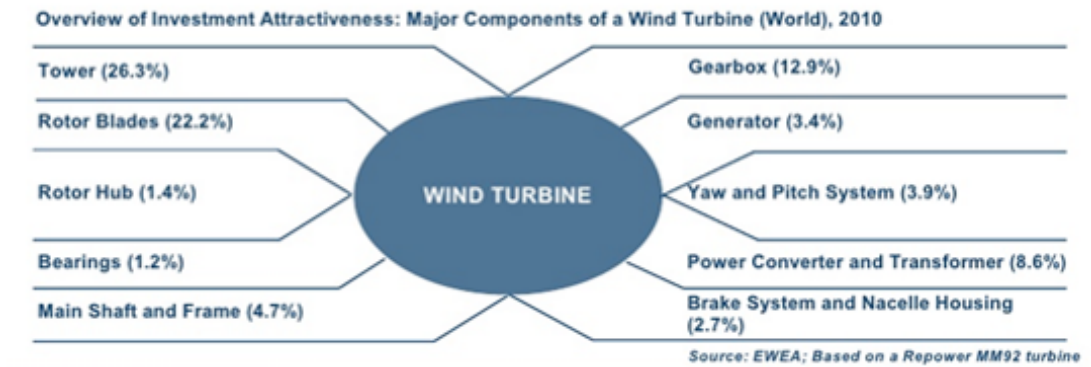 Overview of Investment Attractiveness: Major Components of a Wind Turbine (World), 2010
Tower (26.3%)
Rotor Blades (22.2%)
Rotor Hub (1.4%)
Bearings (1.2%)
Main Shaft and Frame (4.7%)
WIND TURBINE
Gearbox (12.9%)
Generator (3.4%)
Yaw and Pitch System (3.9%)
Power Converter and Transformer (8.6%)
Brake System and Nacelle Housing
(2.7%)
Source: EWEA; Based on a Repower MM92 turbine